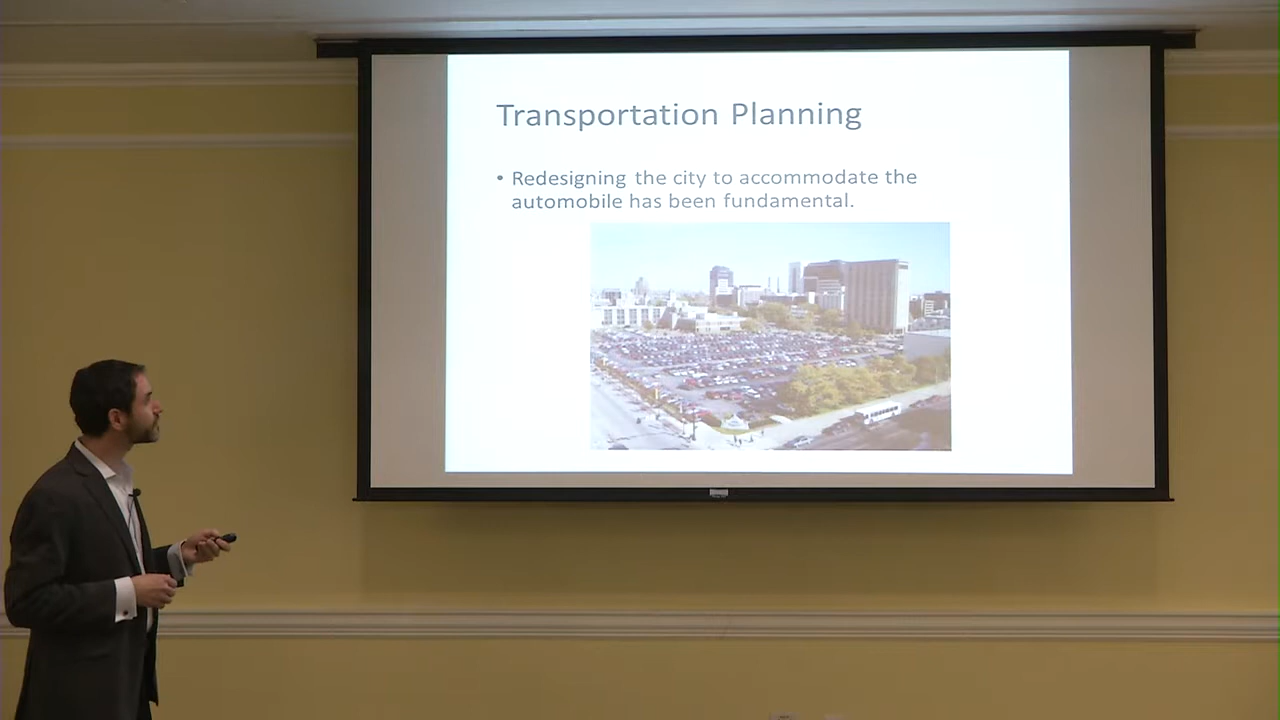 Transportation Planning
• Redesigning the city to accommodate the
automobile has been fundamental.